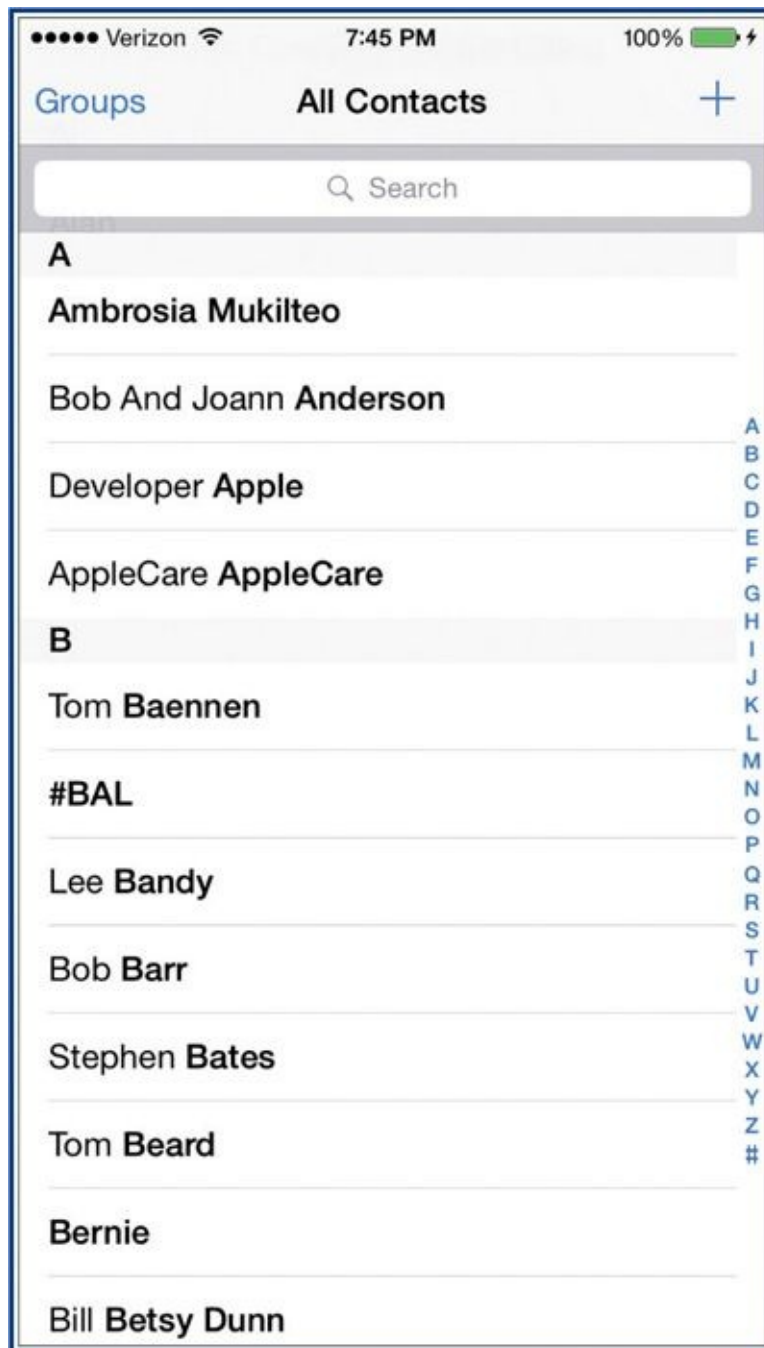 Verizon 7:45 PM 100%
Groups All Contacts +
Search
Alan
A
Ambrosia Mukilteo
Bob And Joann Anderson
Developer Apple
AppleCare AppleCare
B
Tom Baennen
#BAL
Lee Bandy
Bob Barr
Stephen Bates
Tom Beard
Bernie
Bill Betsy Dunn
A
B
C
D
E
F
G
H
I
J
K
L
M
N
O
P
Q
R
S
T
U
V
W
X
Y
Z
#